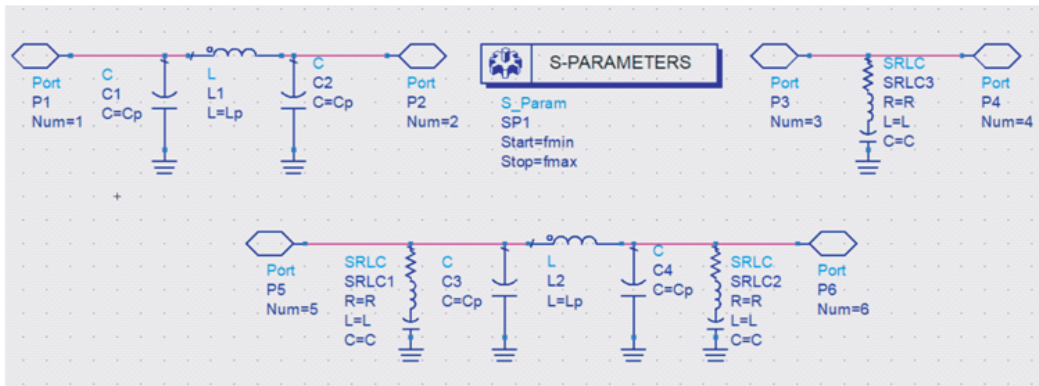 Port
P1
Num=1
C
C1
C=Cp
L
L1
L=Lp
C
C2
C=Cp
Port
P2
Num=2
S-PARAMETERS
S_Param
SP1
Start=fmin
Stop=fmax
Port
P3
Num=3
SRLC
SRLC3
R=R
L=L
C=C
Port
P4
Num=4
Port
P5
Num=5
SRLC
SRLC1
R=R
L=L
C=C
C
C3
C=Cp
L
L2
L=Lp
C
C4
C=Cp
SRLC
SRLC2
R=R
L=L
C=C
Port
P6
Num=6